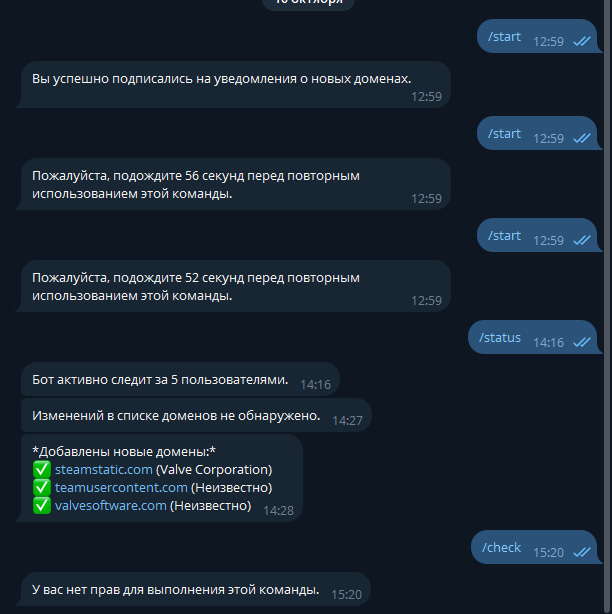 10 октября
/start 12:59
Вы успешно подписались на уведомления о новых доменах.
12:59
/start 12:59
Пожалуйста, подождите 56 секунд перед повторным
использованием этой команды. 12:59
/start 12:59
Пожалуйста, подождите 52 секунд перед повторным
использованием этой команды. 12:59
/status 14:16
Бот активно следит за 5 пользователями. 14:16
Изменений в списке доменов не обнаружено. 14:27
*Добавлены новые домены:*
✅ steamstatic.com (Valve Corporation)
✅ teamusercontent.com (Неизвестно)
✅ valvesoftware.com (Неизвестно) 14:28
/check 15:20
У вас нет прав для выполнения этой команды. 15:20